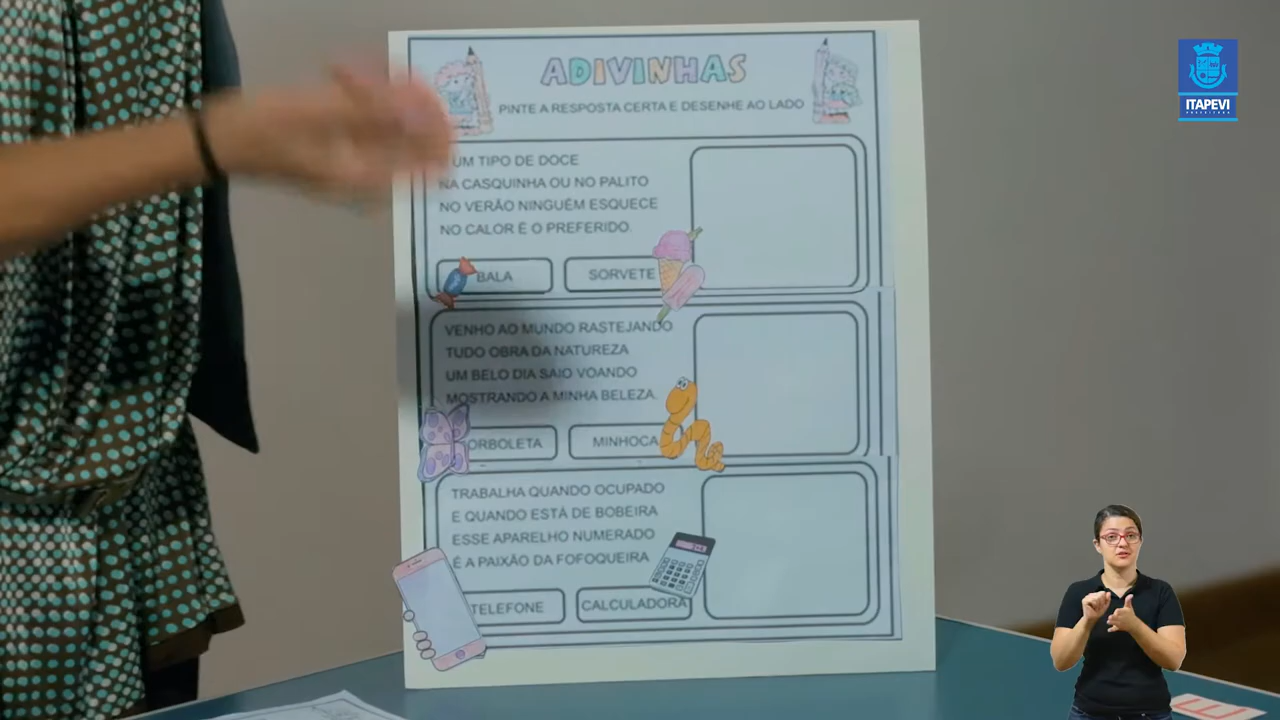 ADIVINHAS
PINTE A RESPOSTA CERTA E DESENHE AO LADO
UM TIPO DE DOCE
NA CASQUINHA OU NO PALITO
NO VERÃO NINGUÉM ESQUECE
NO CALOR É O PREFERIDO.
BALA
SORVETE
VENHO AO MUNDO RASTEJANDO
TUDO OBRA DA NATUREZA
UM BELO DIA SAIO VOANDO
MOSTRANDO A MINHA BELEZA.
ORBOLETA
MINHOCA
TRABALHA QUANDO OCUPADO
E QUANDO ESTÁ DE BOBEIRA
ESSE APARELHO NUMERADO
É A PAIXÃO DA FOFOQUEIRA
TELEFONE
CALCULADORA
ITAPEVI
PREFEITURA